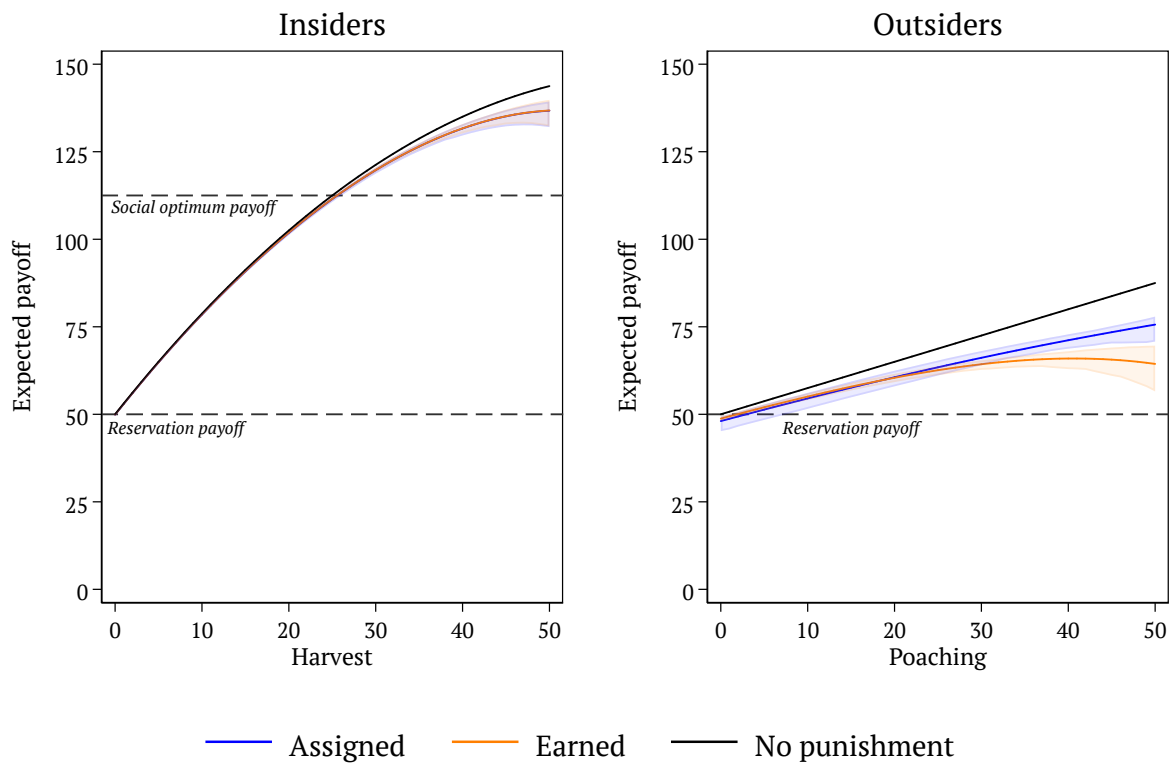 Insiders
Outsiders
Expected payoff
150
125
100
75
50
25
0
Social optimum payoff
Reservation payoff
0 10 20 30 40 50
Harvest
Expected payoff
150
125
100
75
50
25
0
Reservation payoff
0 10 20 30 40 50
Poaching
Assigned Earned No punishment